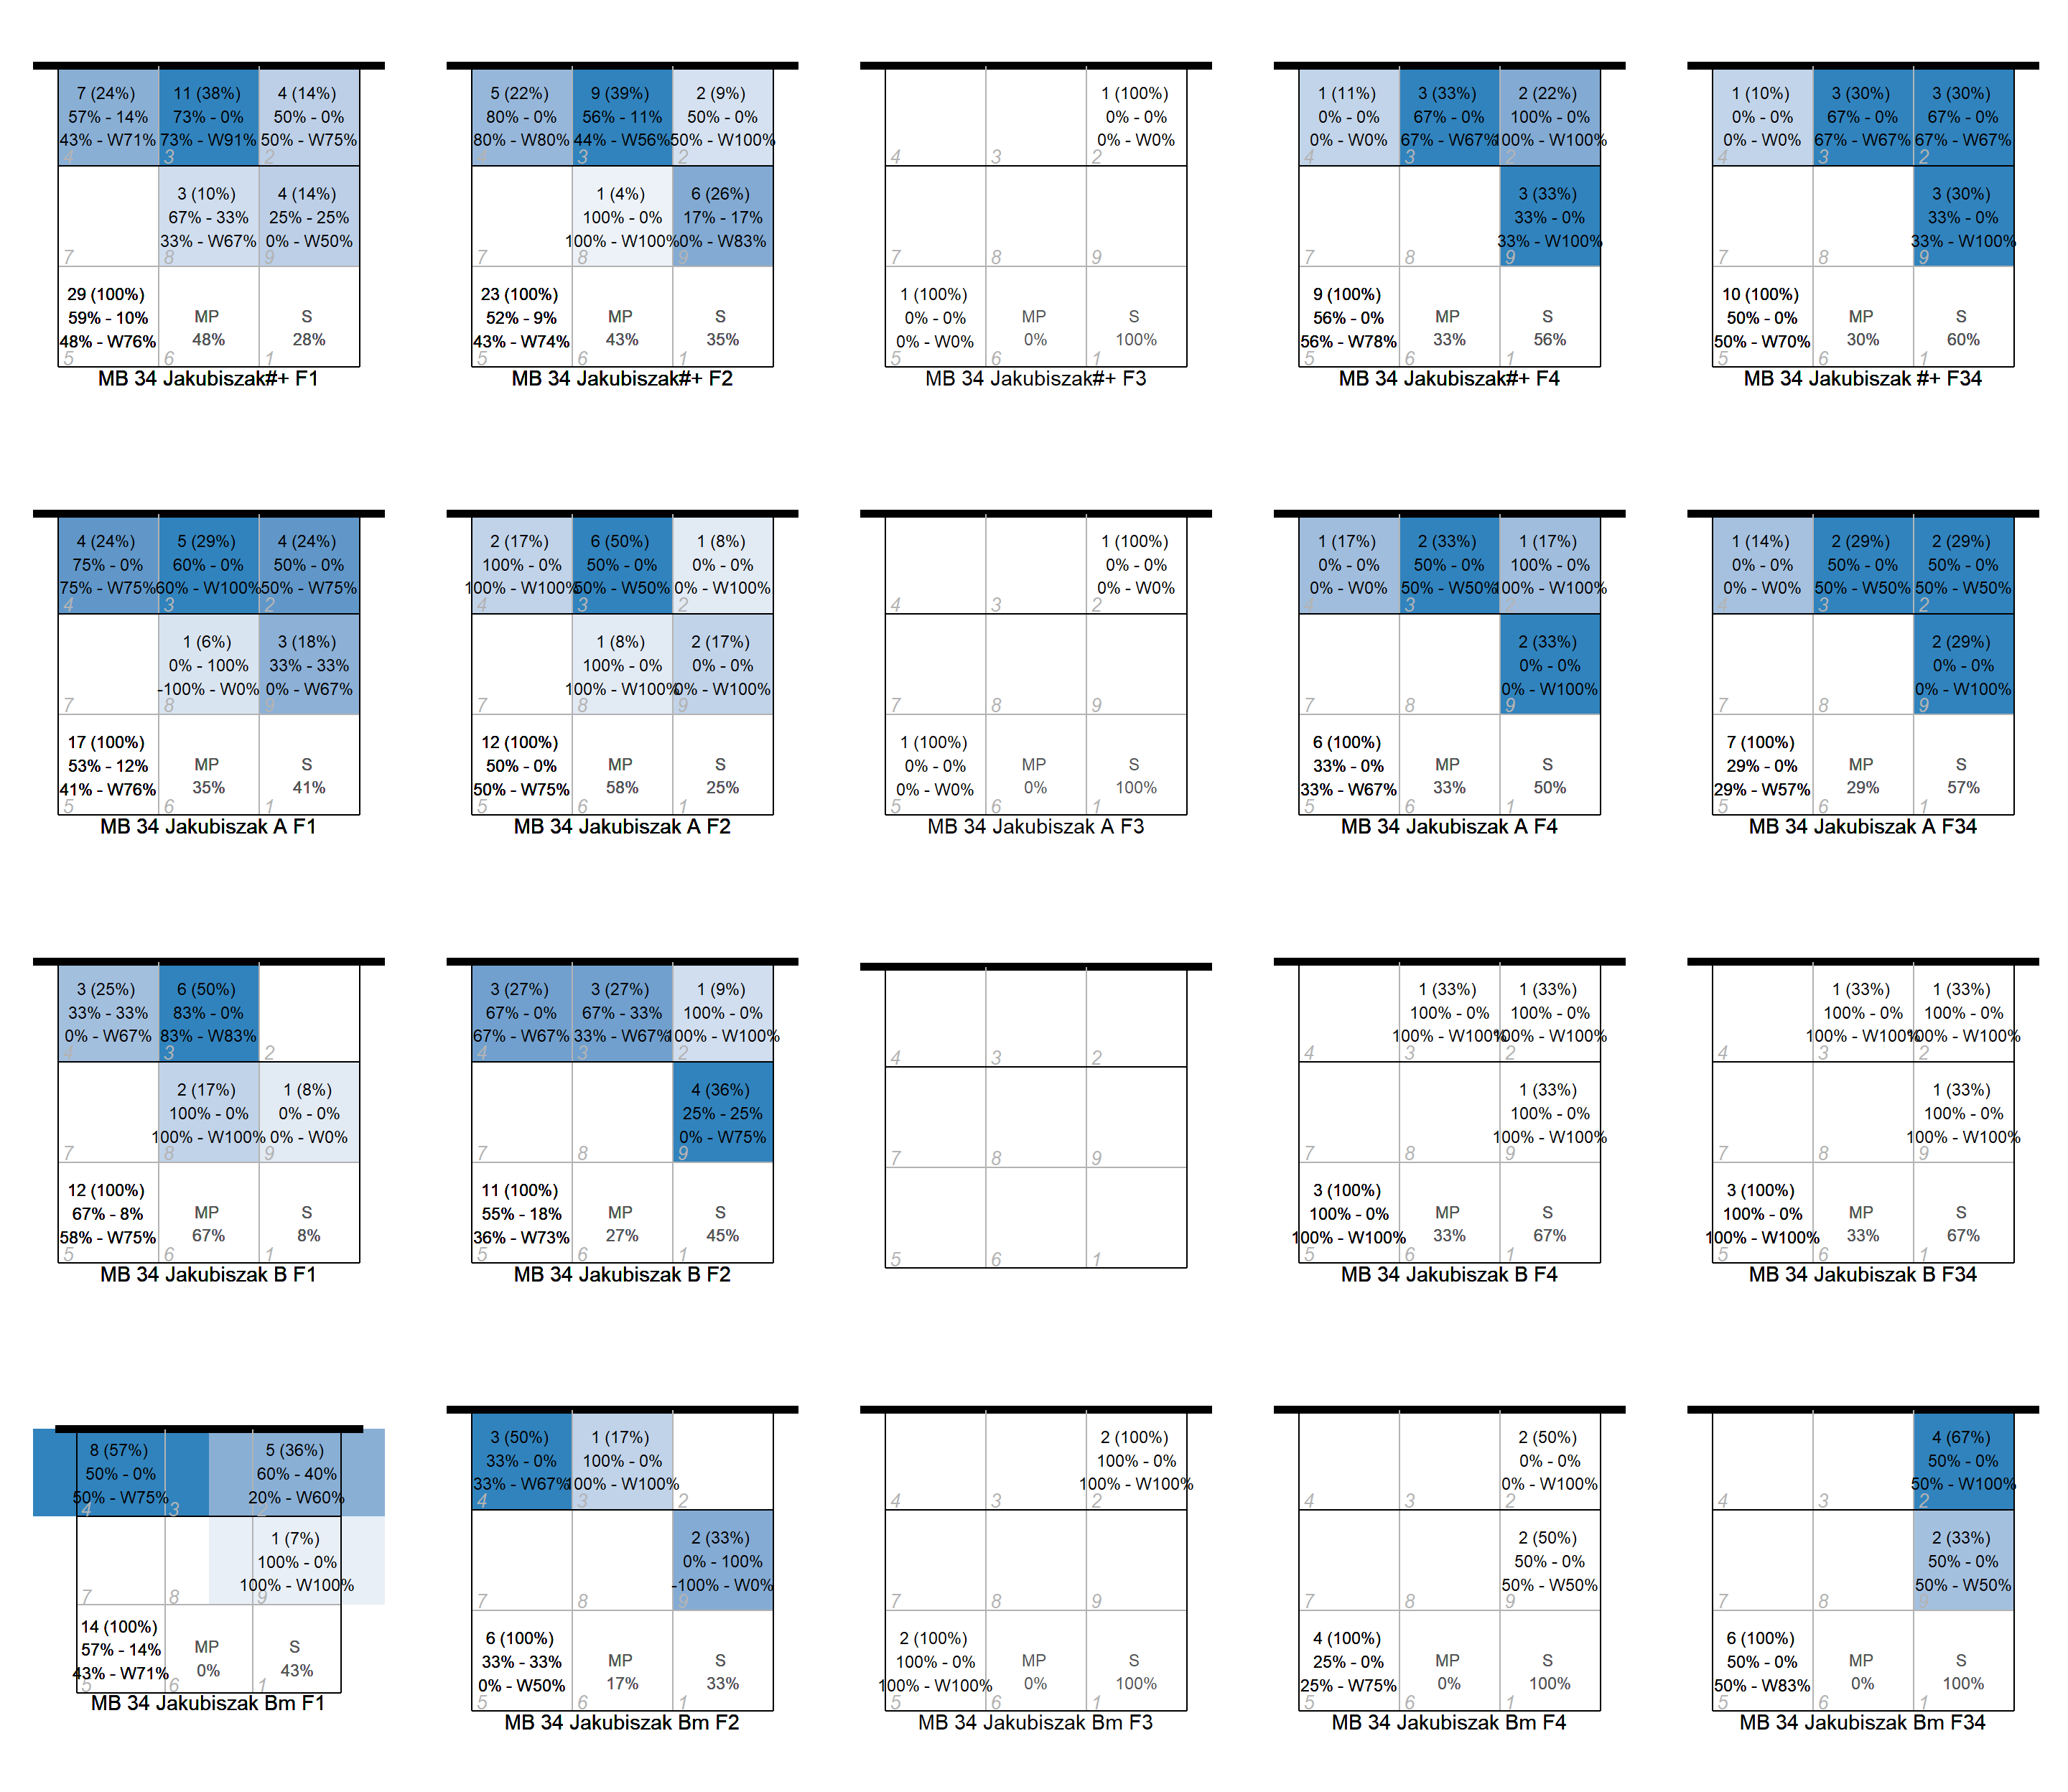 7 (24%) 11 (38%) 4 (14%)
57% - 14% 73% - 0% 50% - 0%
43% - W71% 73% - W91% 50% - W75%
4 3 2
3 (10%) 4 (14%)
67% - 33% 25% - 25%
33% - W67% 0% - W50%
7 8 9
29 (100%)
59% - 10% MP S
48% - W76% 48% 28%
5 6 1
MB 34 Jakubiszak#+ F1
5 (22%) 9 (39%) 2 (9%)
80% - 0% 56% - 11% 50% - 0%
80% - W80% 44% - W56% 50% - W100%
4 3 2
1 (4%) 6 (26%)
100% - 0% 17% - 17%
100% - W100% 0% - W83%
7 8 9
23 (100%)
52% - 9% MP S
43% - W74% 43% 35%
5 6 1
MB 34 Jakubiszak#+ F2
1 (100%)
0% - 0%
0% - W0%
4 3 2
7 8 9
1 (100%)
0% - 0% MP S
0% - W0% 0% 100%
5 6 1
MB 34 Jakubiszak#+ F3
1 (11%) 3 (33%) 2 (22%)
0% - 0% 67% - 0% 100% - 0%
0% - W0% 67% - W67% 100% - W100%
4 3 2
3 (33%)
33% - 0%
33% - W100%
7 8 9
9 (100%)
56% - 0% MP S
56% - W78% 33% 56%
5 6 1
MB 34 Jakubiszak#+ F4
1 (10%) 3 (30%) 3 (30%)
0% - 0% 67% - 0% 67% - 0%
0% - W0% 67% - W67% 67% - W67%
4 3 2
3 (30%)
33% - 0%
33% - W100%
7 8 9
10 (100%)
50% - 0% MP S
50% - W70% 30% 60%
5 6 1
MB 34 Jakubiszak #+ F34
4 (24%) 5 (29%) 4 (24%)
75% - 0% 60% - 0% 50% - 0%
75% - W75% 60% - W100% 50% - W75%
4 3 2
1 (6%) 3 (18%)
0% - 100% 33% - 33%
-100% - W0% 0% - W67%
7 8 9
17 (100%)
53% - 12% MP S
41% - W76% 35% 41%
5 6 1
MB 34 Jakubiszak A F1
2 (17%) 6 (50%) 1 (8%)
100% - 0% 50% - 0% 0% - 0%
100% - W100% 50% - W50% 0% - W100%
4 3 2
1 (8%) 2 (17%)
100% - 0% 0% - 0%
100% - W100% 0% - W100%
7 8 9
12 (100%)
50% - 0% MP S
50% - W75% 58% 25%
5 6 1
MB 34 Jakubiszak A F2
1 (100%)
0% - 0%
0% - W0%
4 3 2
7 8 9
1 (100%)
0% - 0% MP S
0% - W0% 0% 100%
5 6 1
MB 34 Jakubiszak A F3
1 (17%) 2 (33%) 1 (17%)
0% - 0% 50% - 0% 100% - 0%
0% - W0% 50% - W50% 100% - W100%
4 3 2
2 (33%)
0% - 0%
0% - W100%
7 8 9
6 (100%)
33% - 0% MP S
33% - W67% 33% 50%
5 6 1
MB 34 Jakubiszak A F4
1 (14%) 2 (29%) 2 (29%)
0% - 0% 50% - 0% 50% - 0%
0% - W0% 50% - W50% 50% - W50%
4 3 2
2 (29%)
0% - 0%
0% - W100%
7 8 9
7 (100%)
29% - 0% MP S
29% - W57% 29% 57%
5 6 1
MB 34 Jakubiszak A F34
3 (25%) 6 (50%)
33% - 33% 83% - 0%
0% - W67% 83% - W83%
4 3 2
2 (17%) 1 (8%)
100% - 0% 0% - 0%
100% - W100% 0% - W0%
7 8 9
12 (100%)
67% - 8% MP S
58% - W75% 67% 8%
5 6 1
MB 34 Jakubiszak B F1
3 (27%) 3 (27%) 1 (9%)
67% - 0% 67% - 33% 100% - 0%
67% - W67% 33% - W67% 100% - W100%
4 3 2
4 (36%)
25% - 25%
0% - W75%
7 8 9
11 (100%)
55% - 18% MP S
36% - W73% 27% 45%
5 6 1
MB 34 Jakubiszak B F2
4 3 2
7 8 9
5 6 1
1 (33%) 1 (33%)
100% - 0% 100% - 0%
100% - W100% 100% - W100%
4 3 2
1 (33%)
100% - 0%
100% - W100%
7 8 9
3 (100%)
100% - 0% MP S
100% - W100% 33% 67%
5 6 1
MB 34 Jakubiszak B F4
1 (33%) 1 (33%)
100% - 0% 100% - 0%
100% - W100% 100% - W100%
4 3 2
1 (33%)
100% - 0%
100% - W100%
7 8 9
3 (100%)
100% - 0% MP S
100% - W100% 33% 67%
5 6 1
MB 34 Jakubiszak B F34
8 (57%) 5 (36%)
50% - 0% 60% - 40%
50% - W75% 20% - W60%
4 3 2
1 (7%)
100% - 0%
100% - W100%
7 8 9
14 (100%)
57% - 14% MP S
43% - W71% 0% 43%
5 6 1
MB 34 Jakubiszak Bm F1
3 (50%) 1 (17%)
33% - 0% 100% - 0%
33% - W67% 100% - W100%
4 3 2
2 (33%)
0% - 100%
-100% - W0%
7 8 9
6 (100%)
33% - 33% MP S
0% - W50% 17% 33%
5 6 1
MB 34 Jakubiszak Bm F2
2 (100%)
100% - 0%
100% - W100%
4 3 2
7 8 9
2 (100%)
100% - 0% MP S
100% - W100% 0% 100%
5 6 1
MB 34 Jakubiszak Bm F3
2 (50%)
0% - 0%
0% - W100%
4 3 2
2 (50%)
50% - 0%
50% - W50%
7 8 9
4 (100%)
25% - 0% MP S
25% - W75% 0% 100%
5 6 1
MB 34 Jakubiszak Bm F4
4 (67%)
50% - 0%
50% - W100%
4 3 2
2 (33%)
50% - 0%
50% - W50%
7 8 9
6 (100%)
50% - 0% MP S
50% - W83% 0% 100%
5 6 1
MB 34 Jakubiszak Bm F34